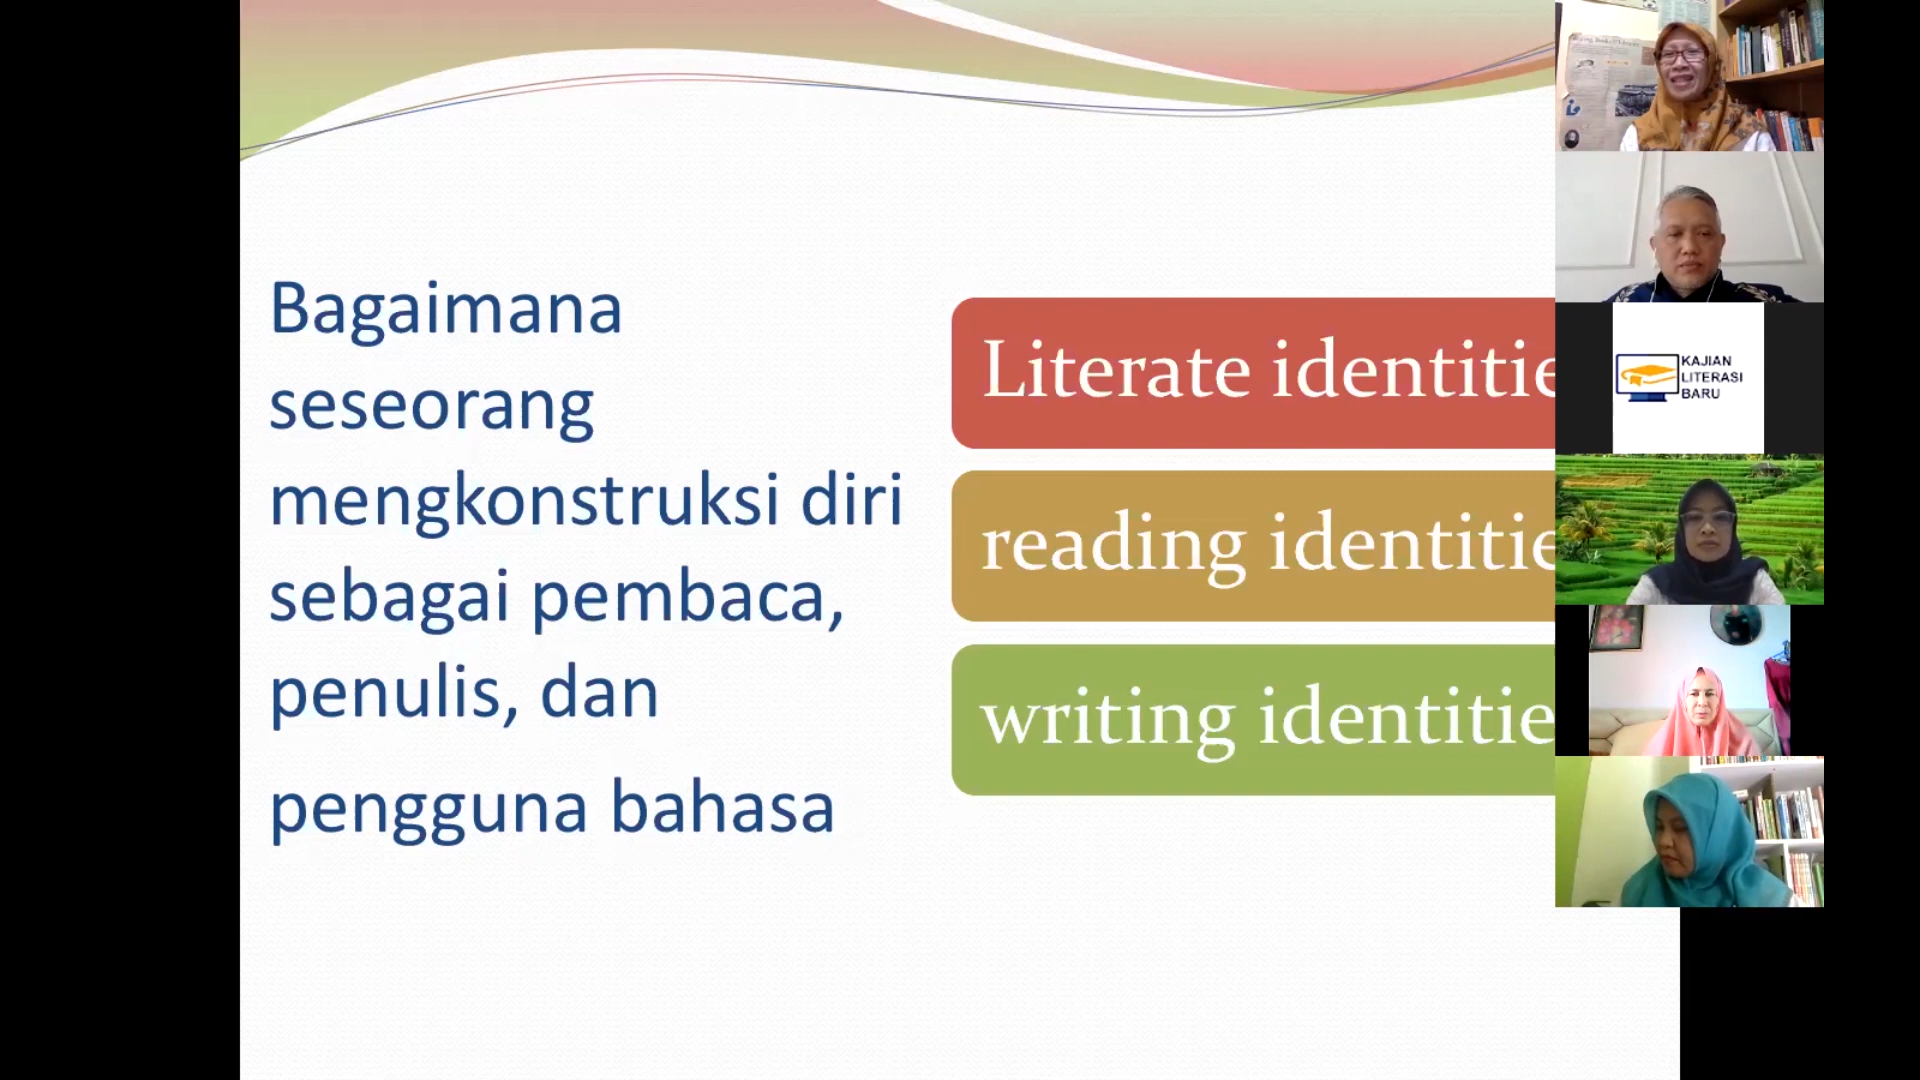 Bagaimana
seseorang
mengkonstruksi diri
sebagai pembaca,
penulis, dan
pengguna bahasa
Literate identitie
reading identitie
writing identitie
KAJIAN
LITERASI
BARU